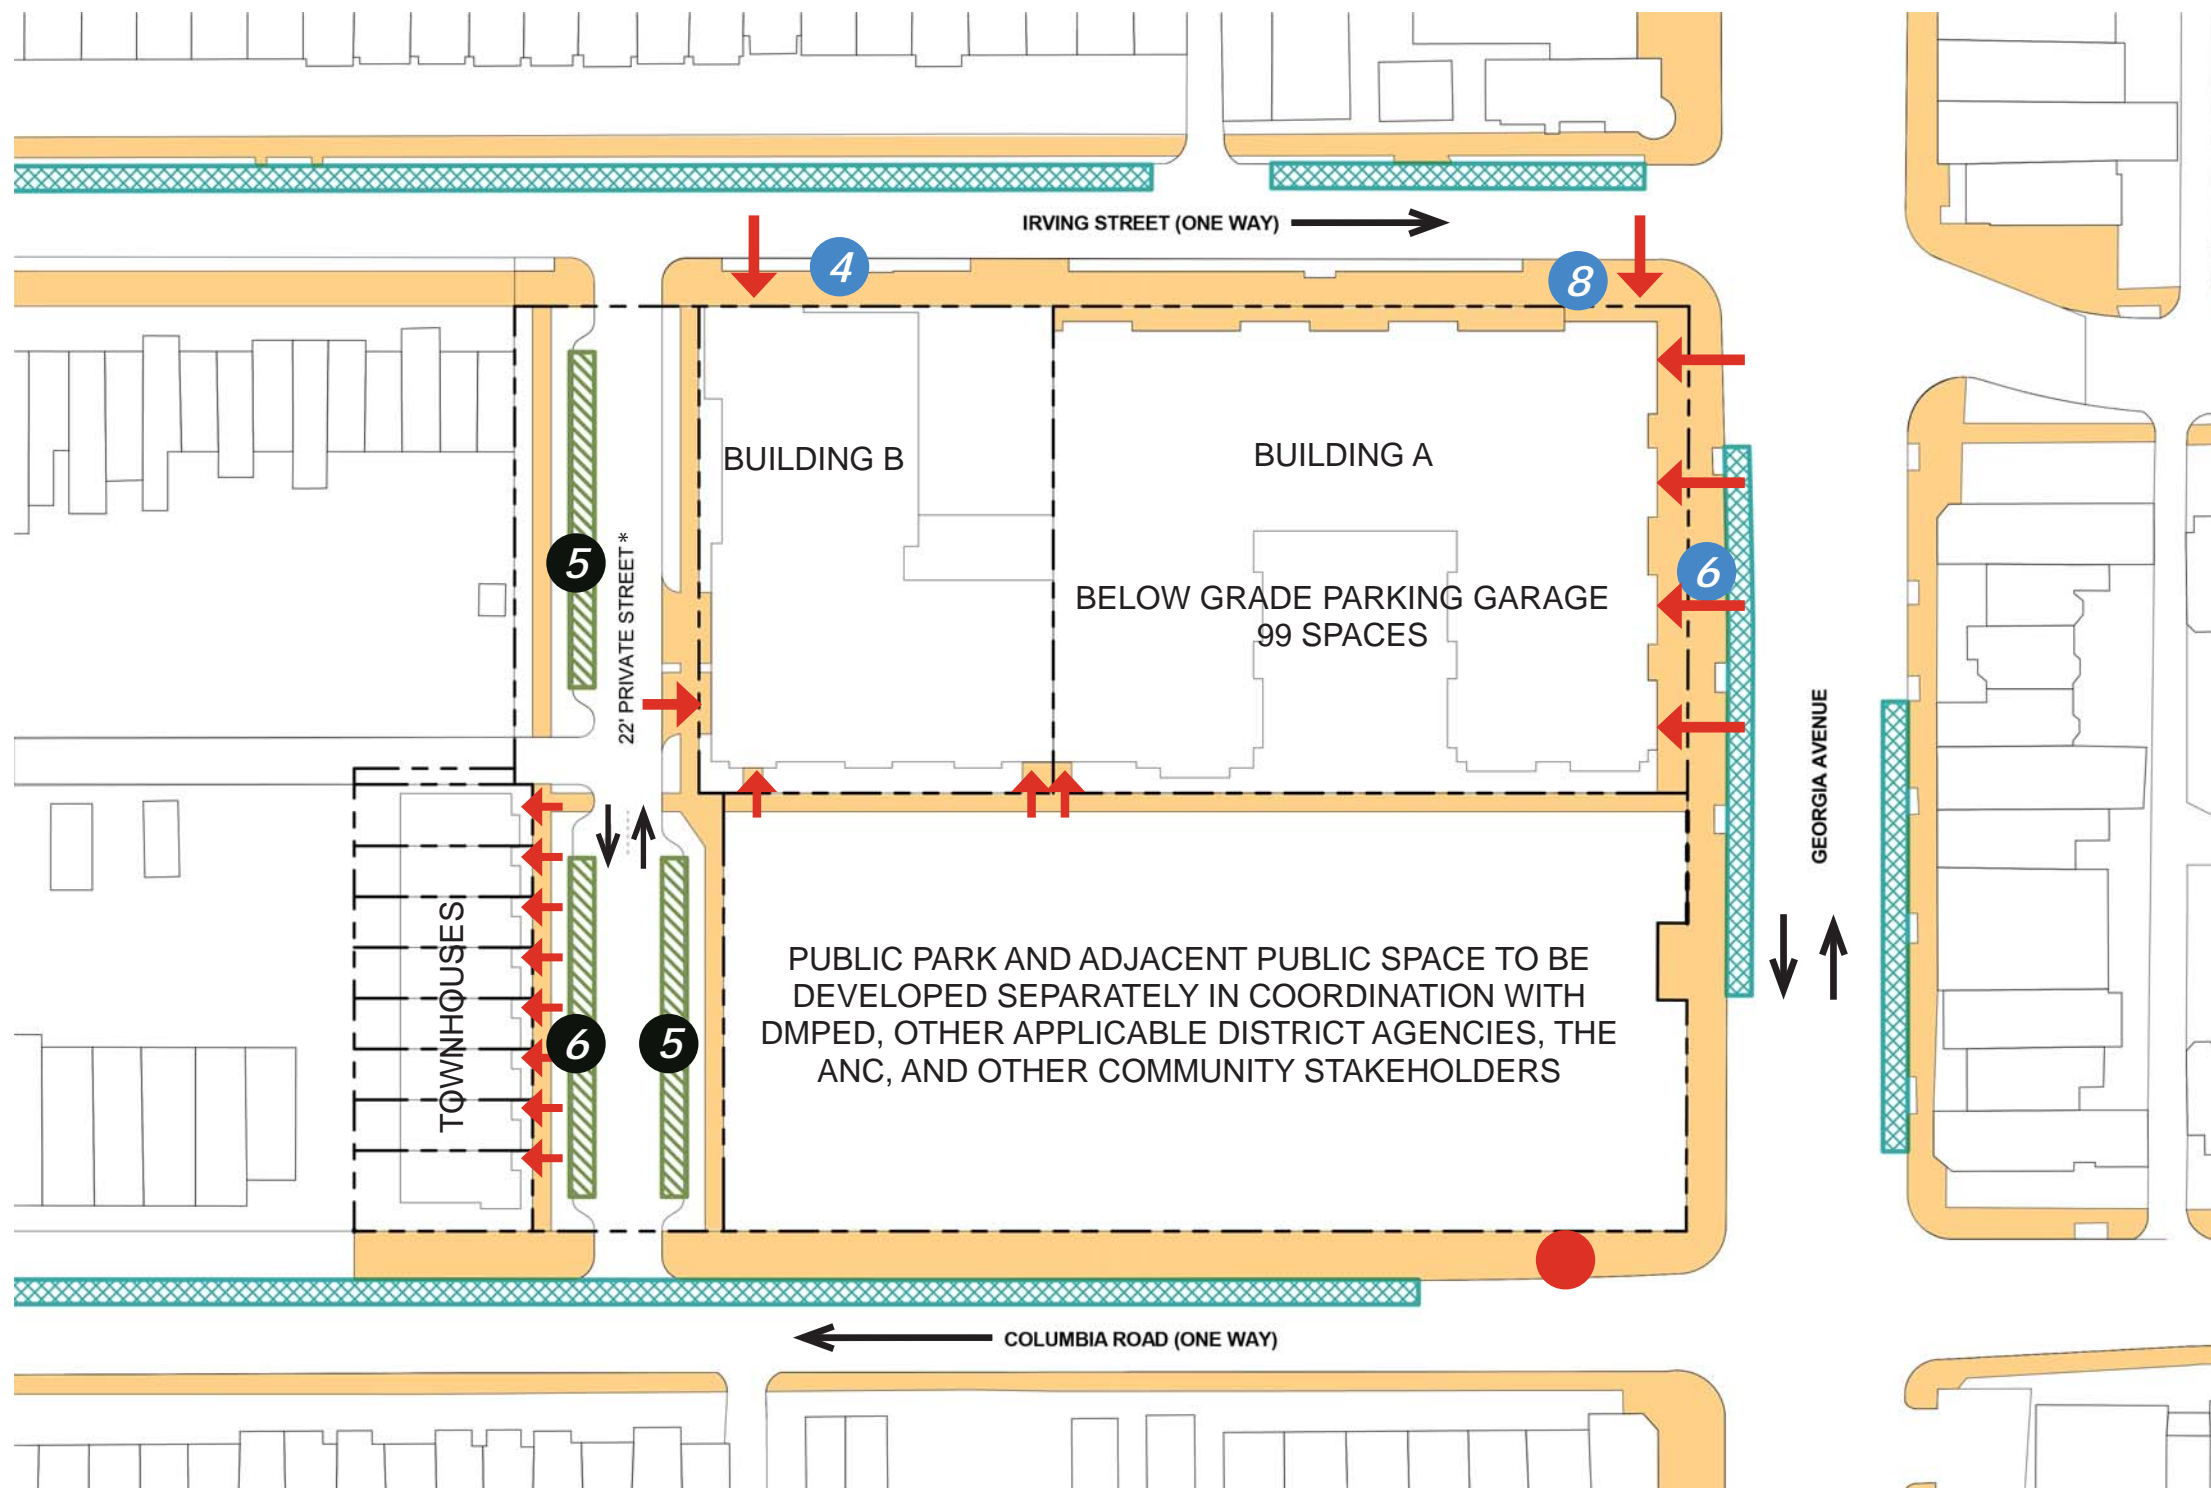 IRVING STREET (ONE WAY)
4
8
BUILDING B
BUILDING A
5
22' PRIVATE STREET*
6
BELOW GRADE PARKING GARAGE
99 SPACES
GEORGIA AVENUE
TOWNHOUSES
6
5
PUBLIC PARK AND ADJACENT PUBLIC SPACE TO BE
DEVELOPED SEPARATELY IN COORDINATION WITH
DMPED, OTHER APPLICABLE DISTRICT AGENCIES, THE
ANC, AND OTHER COMMUNITY STAKEHOLDERS
COLUMBIA ROAD (ONE WAY)